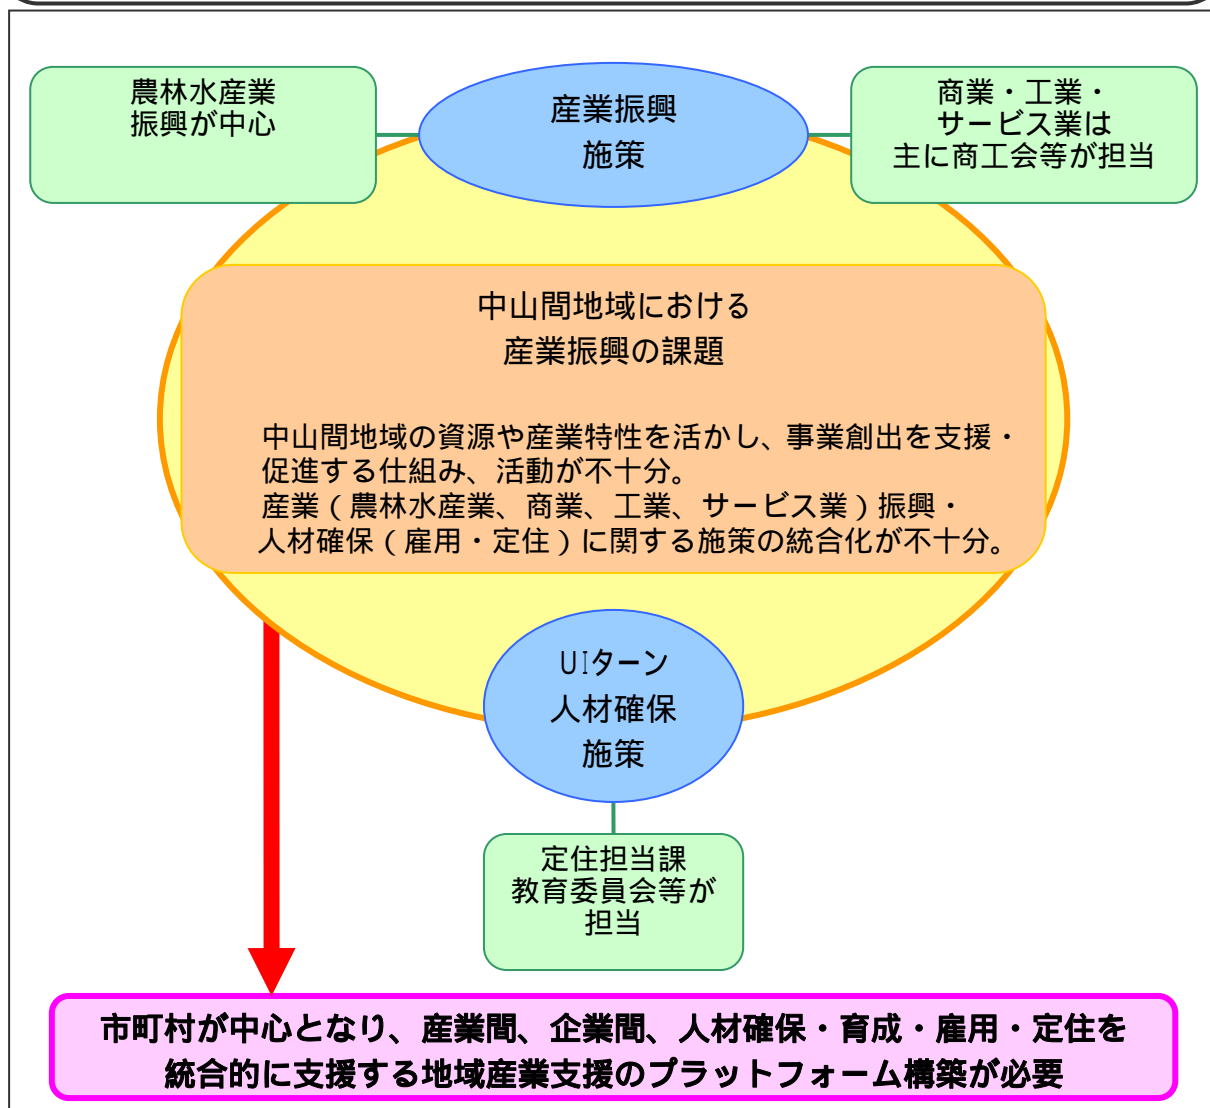 農林水産業
振興が中心
産業振興
施策
商業・工業・
サービス業は
主に商工会等が担当
中山間地域における
産業振興の課題
中山間地域の資源や産業特性を活かし、事業創出を支援・
促進する仕組み、活動が不十分。
産業（農林水産業、商業、工業、サービス業）振興・
人材確保（雇用・定住）に関する施策の統合化が不十分。
UIターン
人材確保
施策
定住担当課
教育委員会等が
担当
市町村が中心となり、産業間、企業間、人材確保・育成・雇用・定住を
統合的に支援する地域産業支援のプラットフォーム構築が必要